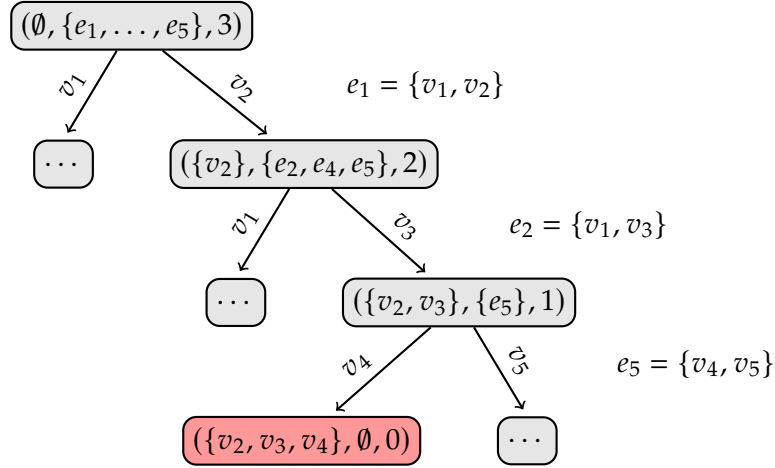 (∅, {e₁, . . . , e₅}, 3)
v₁
v₂
e₁ = {v₁, v₂}
· · ·
({v₂}, {e₂, e₄, e₅}, 2)
v₁
v₃
e₂ = {v₁, v₃}
· · ·
({v₂, v₃}, {e₅}, 1)
v₄
v₅
e₅ = {v₄, v₅}
({v₂, v₃, v₄}, ∅, 0)
· · ·